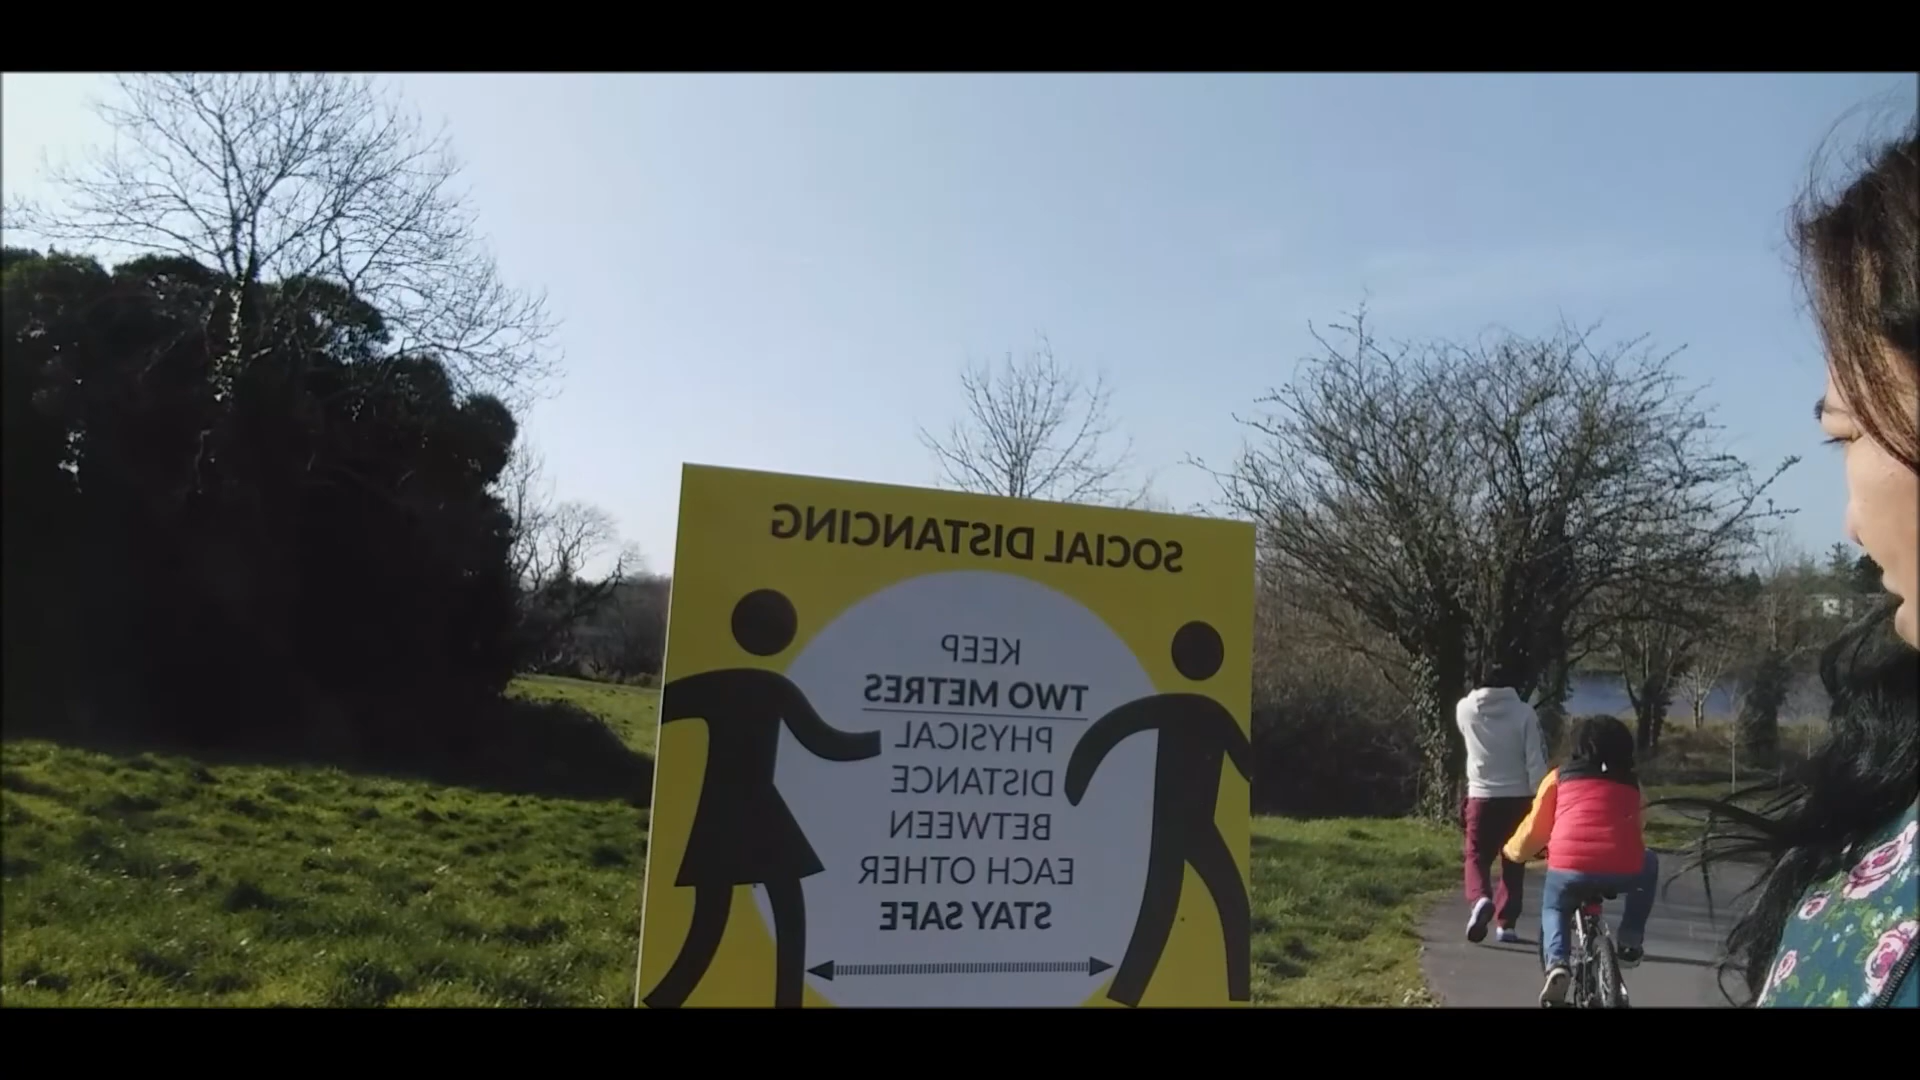 SOCIAL DISTANCING
KEEP
TWO METRES
PHYSICAL
DISTANCE
BETWEEN
EACH OTHER
STAY SAFE